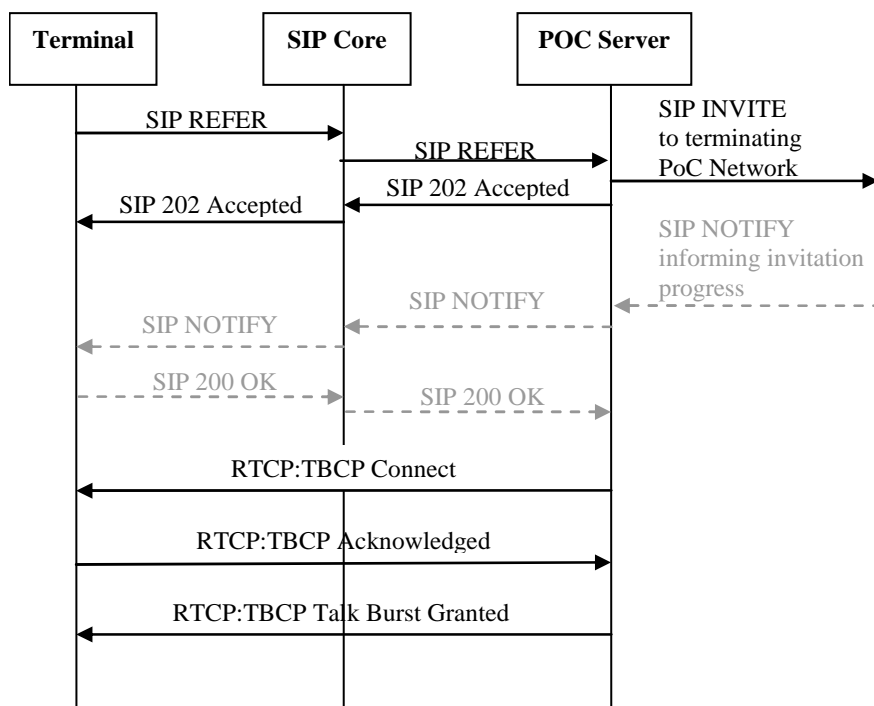 Terminal
SIP Core
POC Server
SIP REFER
SIP REFER
SIP INVITE
to terminating
PoC Network
SIP 202 Accepted
SIP 202 Accepted
SIP NOTIFY
informing invitation
progress
SIP NOTIFY
SIP NOTIFY
SIP 200 OK
SIP 200 OK
RTCP:TBCP Connect
RTCP:TBCP Acknowledged
RTCP:TBCP Talk Burst Granted